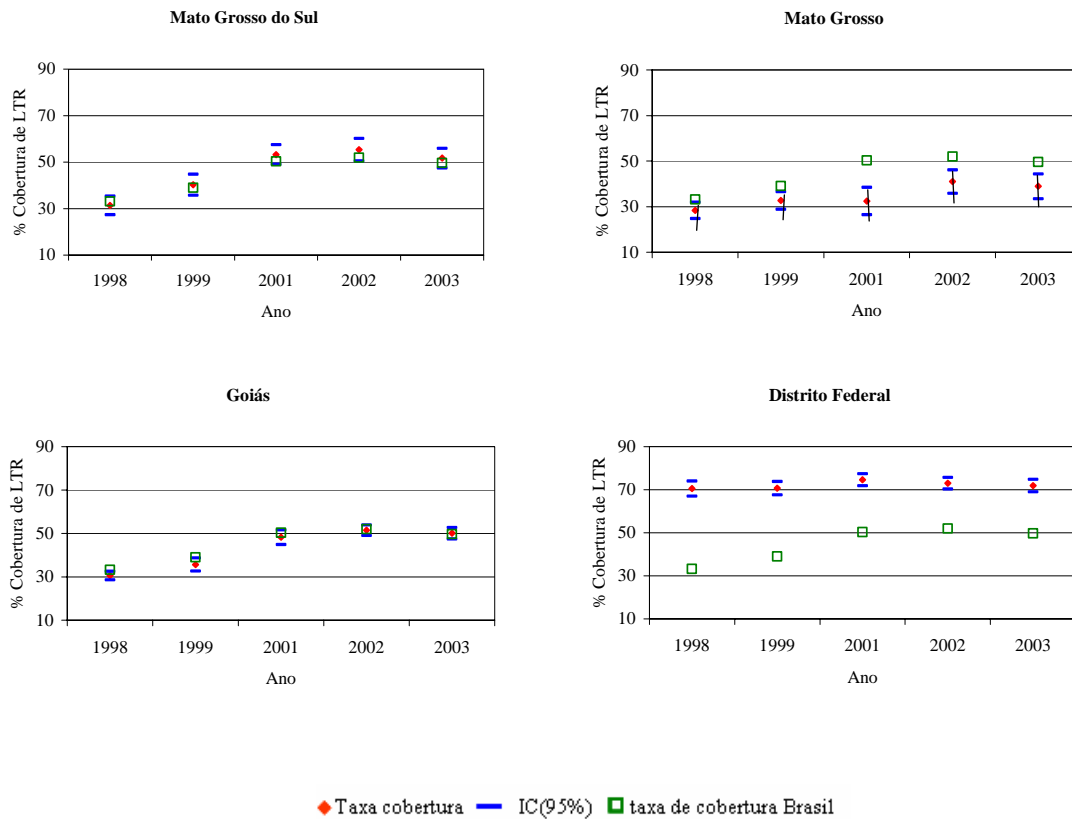 Mato Grosso do Sul
% Cobertura de LTR
90
70
50
30
10
1998 1999 2001 2002 2003
Ano
Mato Grosso
% Cobertura de LTR
90
70
50
30
10
1998 1999 2001 2002 2003
Ano
Goiás
% Cobertura de LTR
90
70
50
30
10
1998 1999 2001 2002 2003
Ano
Distrito Federal
% Cobertura de LTR
90
70
50
30
10
1998 1999 2001 2002 2003
Ano
Taxa cobertura IC(95%) taxa de cobertura Brasil